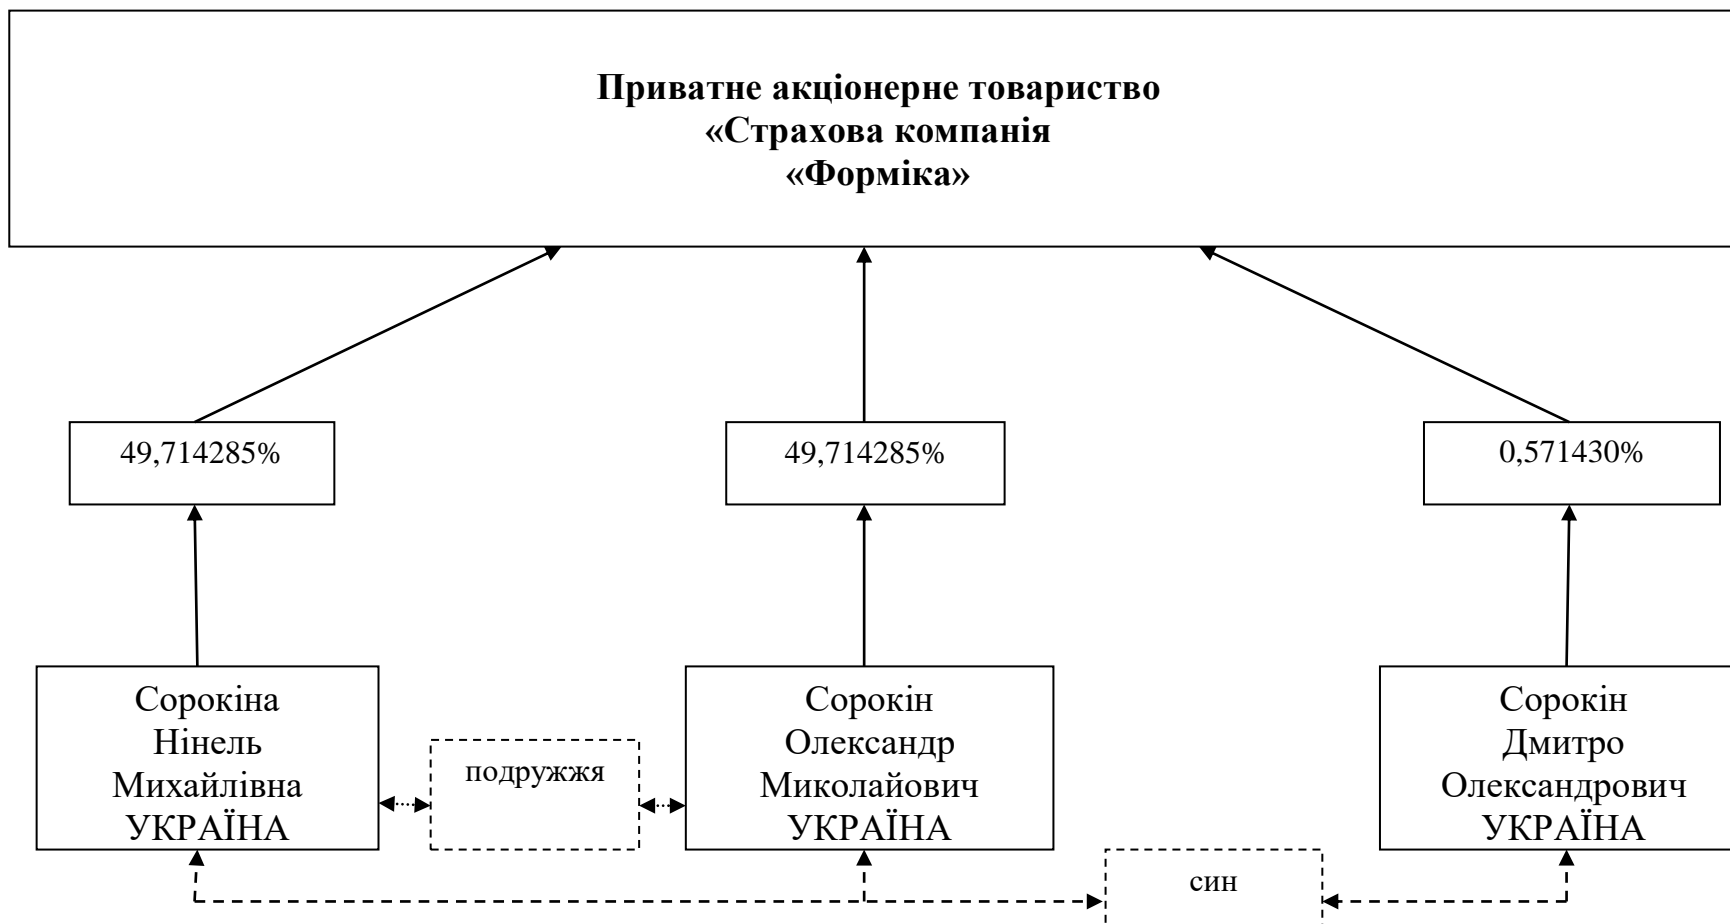 Приватне акціонерне товариство
«Страхова компанія
«Форміка»
49,714285%
49,714285%
0,571430%
Сорокіна
Нінель
Михайлівна
УКРАЇНА
подружжя
Сорокін
Олександр
Миколайович
УКРАЇНА
Сорокін
Дмитро
Олександрович
УКРАЇНА
син